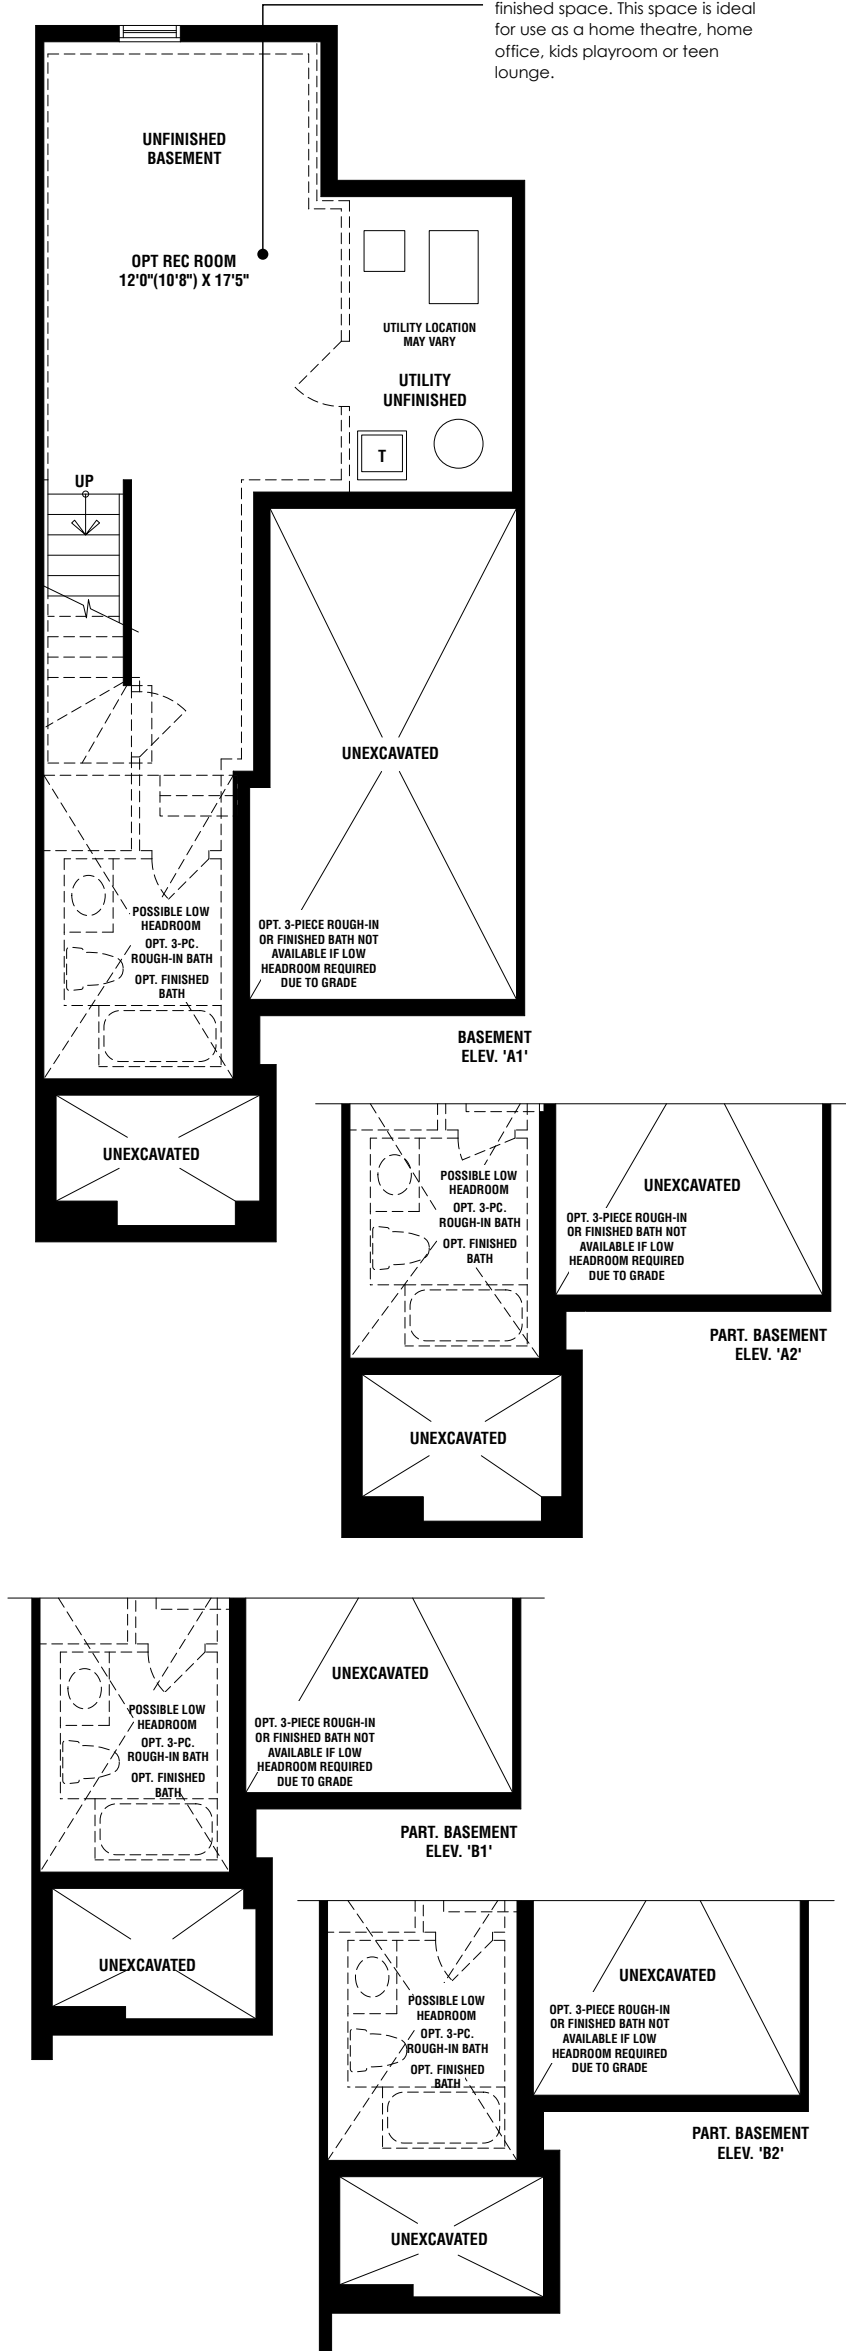 finished space. This space is ideal
for use as a home theatre, home
office, kids playroom or teen
lounge.
UNFINISHED
BASEMENT
OPT REC ROOM
12'0"(10'8") X 17'5"
UTILITY LOCATION
MAY VARY
UTILITY
UNFINISHED
T
UP
UNEXCAVATED
POSSIBLE LOW
HEADROOM
OPT. 3-PC.
ROUGH-IN BATH
OPT. FINISHED
BATH
OPT. 3-PIECE ROUGH-IN
OR FINISHED BATH NOT
AVAILABLE IF LOW
HEADROOM REQUIRED
DUE TO GRADE
BASEMENT
ELEV. 'A1'
UNEXCAVATED
POSSIBLE LOW
HEADROOM
OPT. 3-PC.
ROUGH-IN BATH
OPT. FINISHED
BATH
UNEXCAVATED
OPT. 3-PIECE ROUGH-IN
OR FINISHED BATH NOT
AVAILABLE IF LOW
HEADROOM REQUIRED
DUE TO GRADE
PART. BASEMENT
ELEV. 'A2'
UNEXCAVATED
UNEXCAVATED
POSSIBLE LOW
HEADROOM
OPT. 3-PC.
ROUGH-IN BATH
OPT. FINISHED
BATH
OPT. 3-PIECE ROUGH-IN
OR FINISHED BATH NOT
AVAILABLE IF LOW
HEADROOM REQUIRED
DUE TO GRADE
PART. BASEMENT
ELEV. 'B1'
UNEXCAVATED
UNEXCAVATED
POSSIBLE LOW
HEADROOM
OPT. 3-PC.
ROUGH-IN BATH
OPT. FINISHED
BATH
OPT. 3-PIECE ROUGH-IN
OR FINISHED BATH NOT
AVAILABLE IF LOW
HEADROOM REQUIRED
DUE TO GRADE
PART. BASEMENT
ELEV. 'B2'
UNEXCAVATED